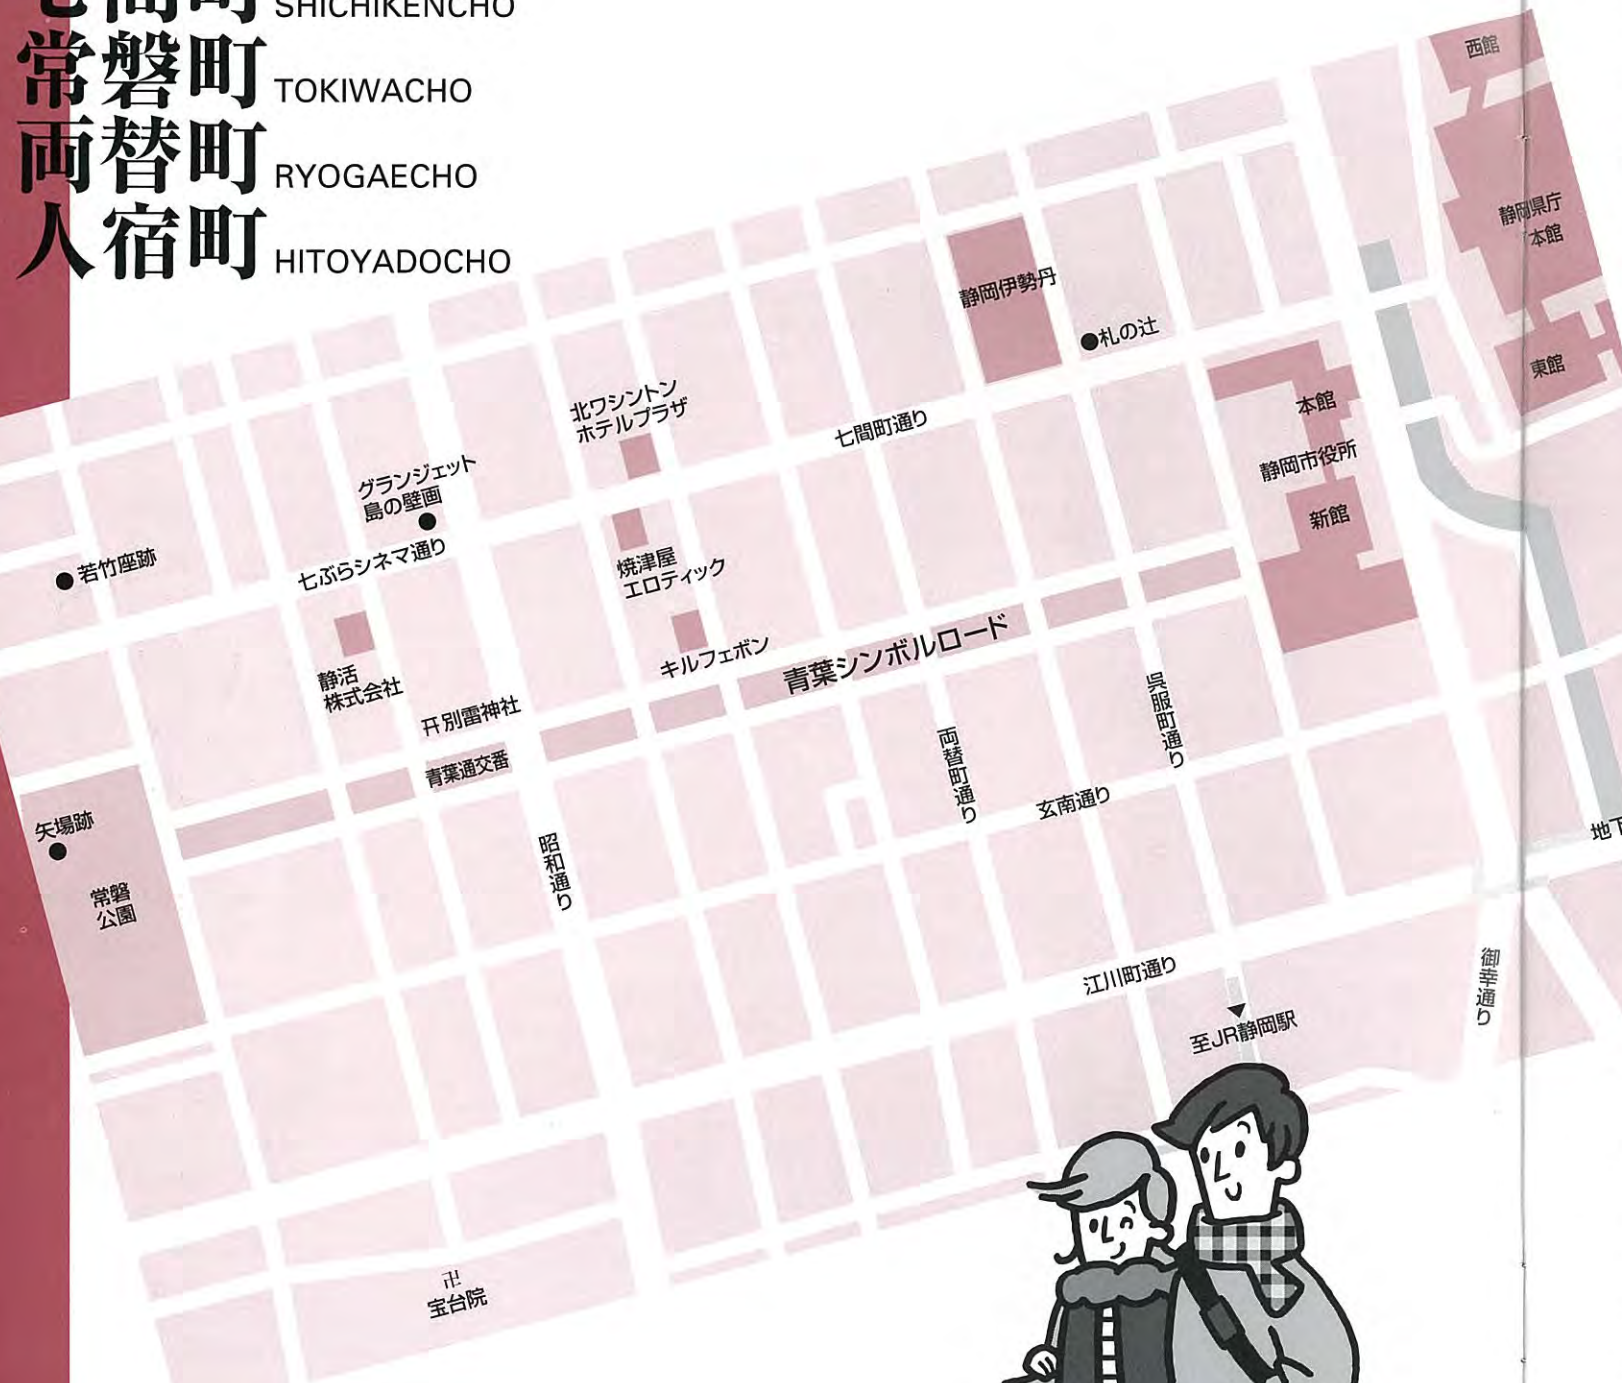 七間町 SHICHIKENCHO
常磐町 TOKIWACHO
両替町 RYOGAECHO
人宿町 HITOYADOCHO
西館
静岡県庁
本館
東館
静岡伊勢丹
札の辻
本館
静岡市役所
新館
北ワシントン
ホテルプラザ
七間町通り
グランジェット
島の壁画
七ぶらシネマ通り
若竹座跡
焼津屋
エロティック
キルフェボン
青葉シンボルロード
静活
株式会社
別雷神社
青葉通交番
呉服町通り
両替町通り
玄南通り
昭和通り
矢場跡
常磐
公園
江川町通り
至JR静岡駅
御幸通り
地下
卍
宝台院